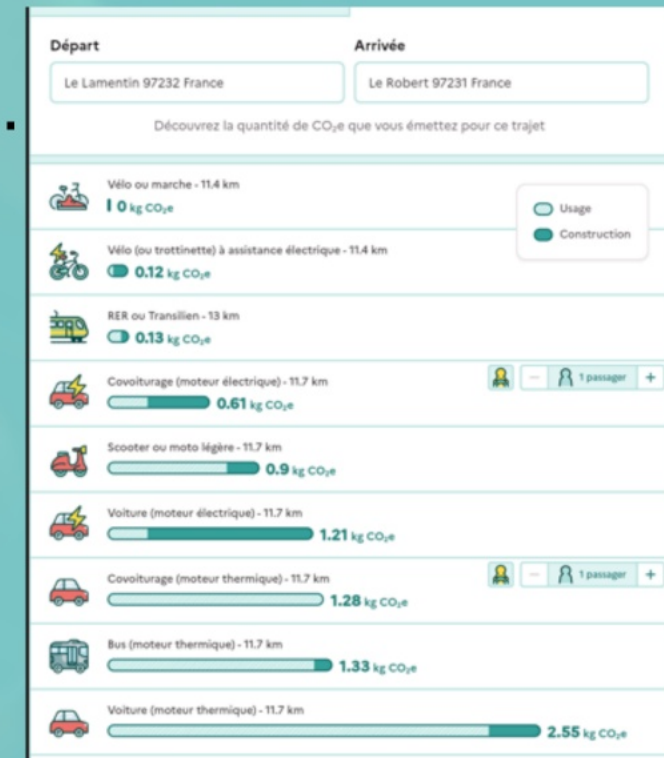 Départ
Arrivée
Le Lamentin 97232 France
Le Robert 97231 France
Découvrez la quantité de CO₂e que vous émettez pour ce trajet
Vélo ou marche - 11.4 km
0 kg CO₂e
Usage
Construction
Vélo (ou trottinette) à assistance électrique - 11.4 km
0.12 kg CO₂e
RER ou Transilien - 13 km
0.13 kg CO₂e
Covoiturage (moteur électrique) - 11.7 km
1 passager
0.61 kg CO₂e
Scooter ou moto légère - 11.7 km
0.9 kg CO₂e
Voiture (moteur électrique) - 11.7 km
1.21 kg CO₂e
Covoiturage (moteur thermique) - 11.7 km
1 passager
1.28 kg CO₂e
Bus (moteur thermique) - 11.7 km
1.33 kg CO₂e
Voiture (moteur thermique) - 11.7 km
2.55 kg CO₂e